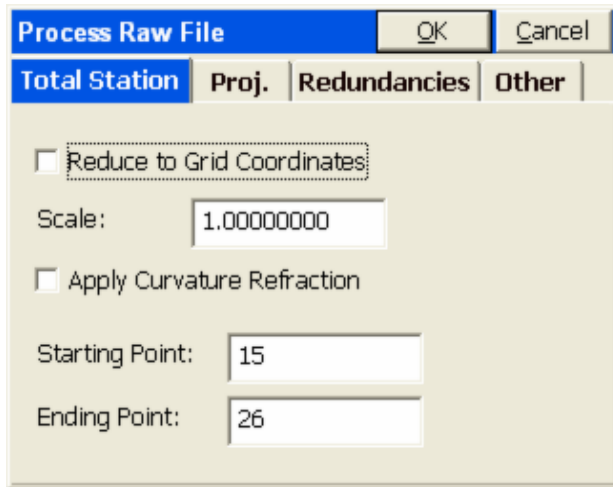 Process Raw File OK Cancel
Total Station Proj. Redundancies Other
Reduce to Grid Coordinates
Scale: 1.00000000
Apply Curvature Refraction
Starting Point: 15
Ending Point: 26